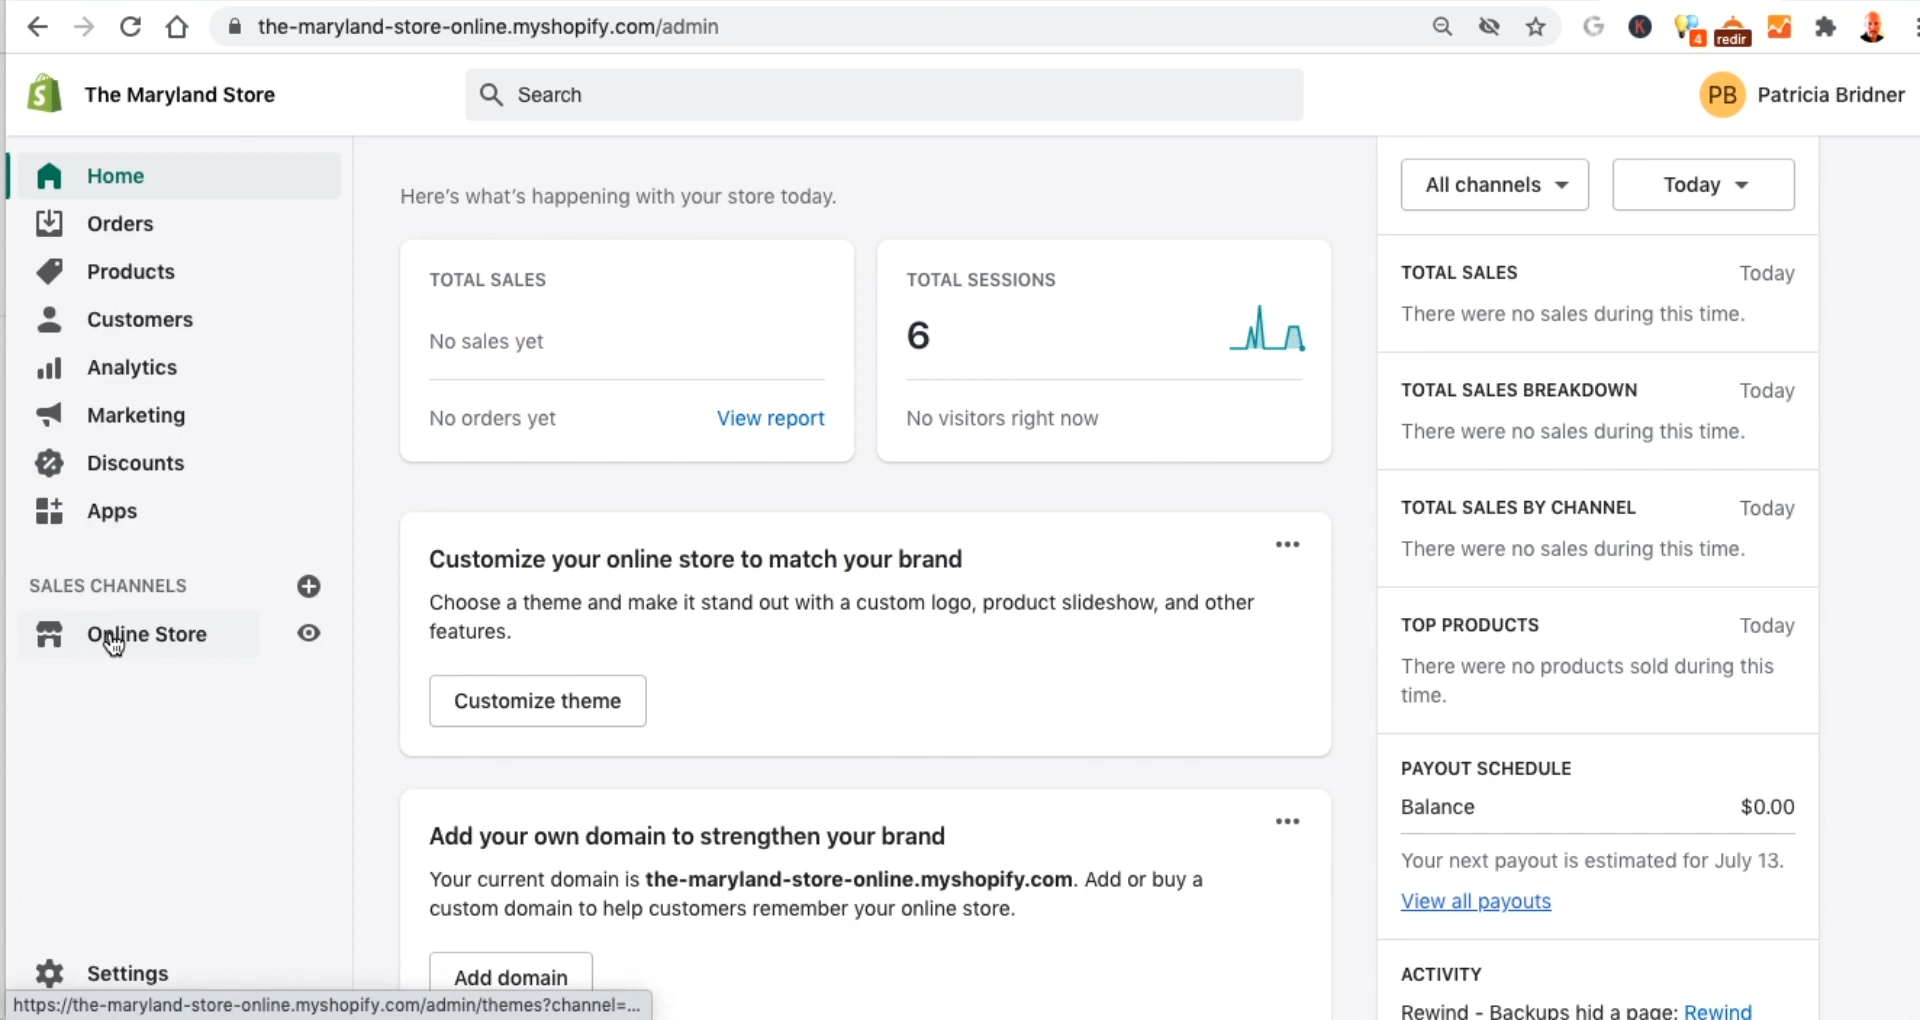 the-maryland-store-online.myshopify.com/admin
K
4
redir
The Maryland Store
Search
PB Patricia Bridner
Home
Orders
Products
Customers
Analytics
Marketing
Discounts
Apps
SALES CHANNELS
Online Store
Settings
https://the-maryland-store-online.myshopify.com/admin/themes?channel=...
Here's what's happening with your store today.
TOTAL SALES
No sales yet
No orders yet View report
TOTAL SESSIONS
6
No visitors right now
Customize your online store to match your brand
Choose a theme and make it stand out with a custom logo, product slideshow, and other
features.
Customize theme
Add your own domain to strengthen your brand
Your current domain is the-maryland-store-online.myshopify.com. Add or buy a
custom domain to help customers remember your online store.
Add domain
All channels Today
TOTAL SALES Today
There were no sales during this time.
TOTAL SALES BREAKDOWN Today
There were no sales during this time.
TOTAL SALES BY CHANNEL Today
There were no sales during this time.
TOP PRODUCTS Today
There were no products sold during this
time.
PAYOUT SCHEDULE
Balance $0.00
Your next payout is estimated for July 13.
View all payouts
ACTIVITY
Rewind - Backups hid a page: Rewind